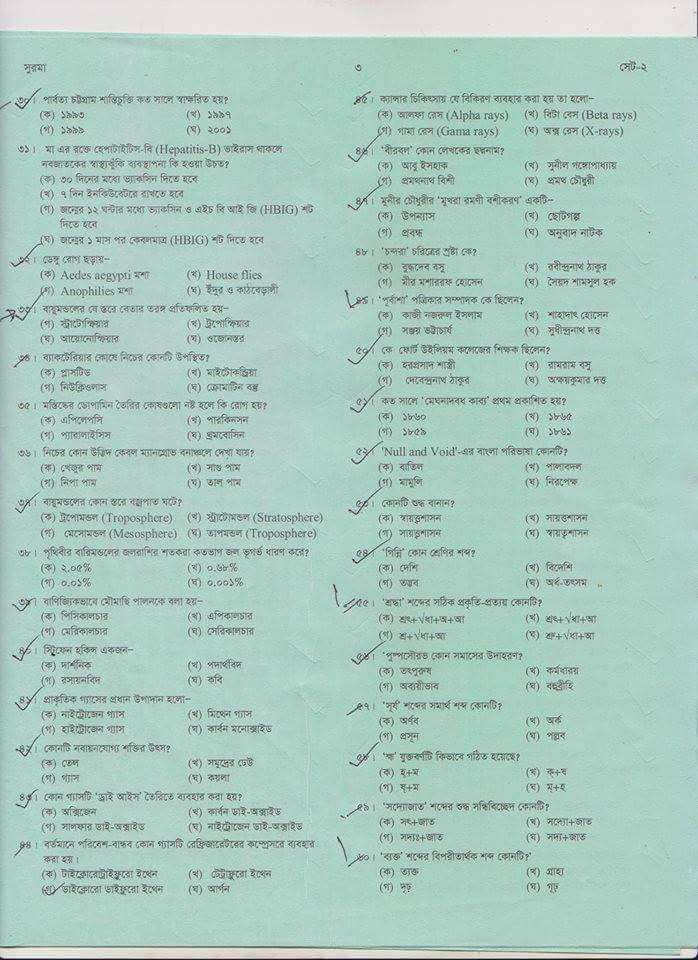 সুরমা
৩
সেট-২
৩০। পার্বত্য চট্টগ্রাম শান্তিচুক্তি কত সালে স্বাক্ষরিত হয়?
(ক) ১৯৯৩ (খ) ১৯৯৭
(গ) ১৯৯৯ (ঘ) ২০০১
৩১। মা এর রক্তে হেপাটাইটিস-বি (Hepatitis-B) ভাইরাস থাকলে
নবজাতকের স্বাস্থ্যঝুঁকি ব্যবস্থাপনা কি হওয়া উচত?
(ক) ৩০ দিনের মধ্যে ভ্যাকসিন দিতে হবে
(খ) ৭ দিন ইনকিউবেটরে রাখতে হবে
(গ) জন্মের ১২ ঘন্টার মধ্যে ভ্যাকসিন ও এইচ বি আই জি (HBIG) শট
দিতে হবে
(ঘ) জন্মের ১ মাস পর কেবলমাত্র (HBIG) শট দিতে হবে
৩২। ডেঙ্গু রোগ ছড়ায়–
(ক) Aedes aegypti মশা (খ) House flies
(গ) Anophilies মশা (ঘ) ইঁদুর ও কাঠবেড়ালী
৩৩। বায়ুমন্ডলের যে স্তরে বেতার তরঙ্গ প্রতিফলিত হয়–
(ক) স্ট্রাটোস্ফিয়ার (খ) ট্রপোস্ফিয়ার
(ঘ) আয়োনোস্ফিয়ার (ঘ) ওজোনস্তর
৩৪। ব্যাকটেরিয়ার কোষে নিচের কোনটি উপস্থিত?
(ক) প্লাসটিড (খ) মাইটোকন্ড্রিয়া
(গ) নিউক্লিওলাস (ঘ) ক্রোমাটিন বস্তু
৩৫। মস্তিষ্কের ডোপামিন তৈরির কোষগুলো নষ্ট হলে কি রোগ হয়?
(ক) এপিলেপসি (খ) পারকিনসন
(গ) প্যারালাইসিস (ঘ) থ্রমবোসিন
৩৬। নিচের কোন উদ্ভিদ কেবল ম্যানগ্রোভ বনাঞ্চলে দেখা যায়?
(ক) খেজুর পাম (খ) সাগু পাম
(গ) নিপা পাম (ঘ) তাল পাম
৩৭। বায়ুমন্ডলের কোন স্তরে বজ্রপাত ঘটে?
(ক) ট্রপোমন্ডল (Troposphere) (খ) স্ট্রাটোমন্ডল (Stratosphere)
(গ) মেসোমন্ডল (Mesosphere) (ঘ) তাপমন্ডল (Troposphere)
৩৮। পৃথিবীর বারিমন্ডলের জলরাশির শতকরা কতভাগ জল ভূগর্ভ ধারণ করে?
(ক) ২.০৫% (খ) ০.৬৮%
(গ) ০.০১% (ঘ) ০.০০১%
৩৯। বাণিজ্যিকভাবে মৌমাছি পালনকে বলা হয়–
(ক) পিসিকালচার (খ) এপিকালচার
(গ) মেরিকালচার (ঘ) সেরিকালচার
৪০। স্টিফেন হকিন্স একজন–
(ক) দার্শনিক (খ) পদার্থবিদ
(গ) রসায়নবিদ (ঘ) কবি
৪১। প্রাকৃতিক গ্যাসের প্রধান উপাদান হলো–
(ক) নাইট্রোজেন গ্যাস (খ) মিথেন গ্যাস
(গ) হাইট্রোজেন গ্যাস (ঘ) কার্বন মনোক্সাইড
৪২। কোনটি নবায়নযোগ্য শক্তির উৎস?
(ক) তেল (খ) সমুদ্রের ঢেউ
(গ) গ্যাস (ঘ) কয়লা
৪৩। কোন গ্যাসটি ‘ড্রাই আইস’ তৈরিতে ব্যবহার করা হয়?
(ক) অক্সিজেন (খ) কার্বন ডাই-অক্সাইড
(গ) সালফার ডাই-অক্সাইড (ঘ) নাইট্রোজেন ডাই-অক্সাইড
৪৪। বর্তমানে পরিবেশ-বান্ধব কোন গ্যাসটি রেফ্রিজারেটরের কম্প্রেসরে ব্যবহার
করা হয়।
(ক) টাইক্লোরোট্রাইফ্লুরো ইথেন (খ) টেট্রাফ্লুরো ইথেন
(গ) ডাইক্লোরো ডাইফ্লুরো ইথেন (ঘ) আর্গন
৪৫। ক্যান্সার চিকিৎসায় যে বিকিরণ ব্যবহার করা হয় তা হলো–
(ক) আলফা রেস (Alpha rays) (খ) বিটা বেস (Beta rays)
(গ) গামা রেস (Gama rays) (ঘ) অক্স রেস (X-rays)
৪৬। ‘বীরবল’ কোন লেখকের ছদ্মনাম?
(ক) আবু ইসহাক (খ) সুনীল গঙ্গোপাধ্যায়
(গ) প্রমথনাথ বিশী (ঘ) প্রমথ চৌধুরী
৪৭। মুনীর চৌধুরীর ‘মুখরা রমণী বশীকরণ’ একটি–
(ক) উপন্যাস (খ) ছোটগল্প
(গ) প্রবন্ধ (ঘ) অনুবাদ নাটক
৪৮। ‘চন্দরা’ চরিত্রের স্রষ্টা কে?
(ক) বুদ্ধদেব বসু (খ) রবীন্দ্রনাথ ঠাকুর
(গ) মীর মশাররফ হোসেন (ঘ) সৈয়দ শামসুল হক
৪৯। ‘পূর্বাশা’ পত্রিকার সম্পাদক কে ছিলেন?
(ক) কাজী নজরুল ইসলাম (খ) শাহাদাৎ হোসেন
(গ) সঞ্জয় ভট্টাচার্য (ঘ) সুধীন্দ্রনাথ দত্ত
৫০। কে ফোর্ট উইলিয়ম কলেজের শিক্ষক ছিলেন?
(ক) হরপ্রসাদ শাস্ত্রী (খ) রামরাম বসু
(গ) দেবেন্দ্রনাথ ঠাকুর (ঘ) অক্ষয়কুমার দত্ত
৫১। কত সালে ‘মেঘনাদবধ কাব্য’ প্রথম প্রকাশিত হয়?
(ক) ১৮৬০ (খ) ১৮৬৫
(গ) ১৮৫৯ (ঘ) ১৮৬১
৫২। 'Null and Void'-এর বাংলা পরিভাষা কোনটি?
(ক) বাতিল (খ) পালাবদল
(গ) মামুলি (ঘ) নিরপেক্ষ
৫৩। কোনটি শুদ্ধ বানান?
(ক) স্বায়ত্ত্বশাসন (খ) সায়ত্তশাসন
(গ) সায়ত্ত্বশাসন (ঘ) স্বায়ত্বশাসন
৫৪। ‘গিন্নি’ কোন শ্রেণির শব্দ?
(ক) দেশি (খ) বিদেশি
(গ) তদ্ভব (ঘ) অর্ধ-তৎসম
৫৫। ‘শ্রদ্ধা’ শব্দের সঠিক প্রকৃতি-প্রত্যয় কোনটি?
(ক) শ্রৎ+√ধা+অ+আ (খ) শ্রৎ+√ধা+আ
(গ) শ্র+√ধা+আ (ঘ) শ্রু+√ধা+আ
৫৬। ‘পুষ্পসৌরভ কোন সমাসের উদাহরণ?
(ক) তৎপুরুষ (খ) কর্মধারয়
(গ) অব্যয়ীভাব (ঘ) বহুব্রীহি
৫৭। ‘সূর্য’ শব্দের সমার্থ শব্দ কোনটি?
(ক) অর্ণব (খ) অর্ক
(গ) প্রসূন (ঘ) পল্লব
৫৮। ‘হ্ম’ যুক্তবর্ণটি কিভাবে গঠিত হয়েছে?
(ক) হ্+ম (খ) ক্+ষ
(গ) ষ্+ম (ঘ) ম্+হ
৫৯। ‘সদ্যোজাত’ শব্দের শুদ্ধ সন্ধিবিচ্ছেদ কোনটি?
(ক) সৎ+জাত (খ) সদ্যো+জাত
(গ) সদ্যঃ+জাত (ঘ) সদ্য+জাত
৬০। ‘ব্যক্ত’ শব্দের বিপরীতার্থক শব্দ কোনটি?’
(ক) ত্যক্ত (খ) গ্রাহ্য
(গ) দৃঢ় (ঘ) গূঢ়